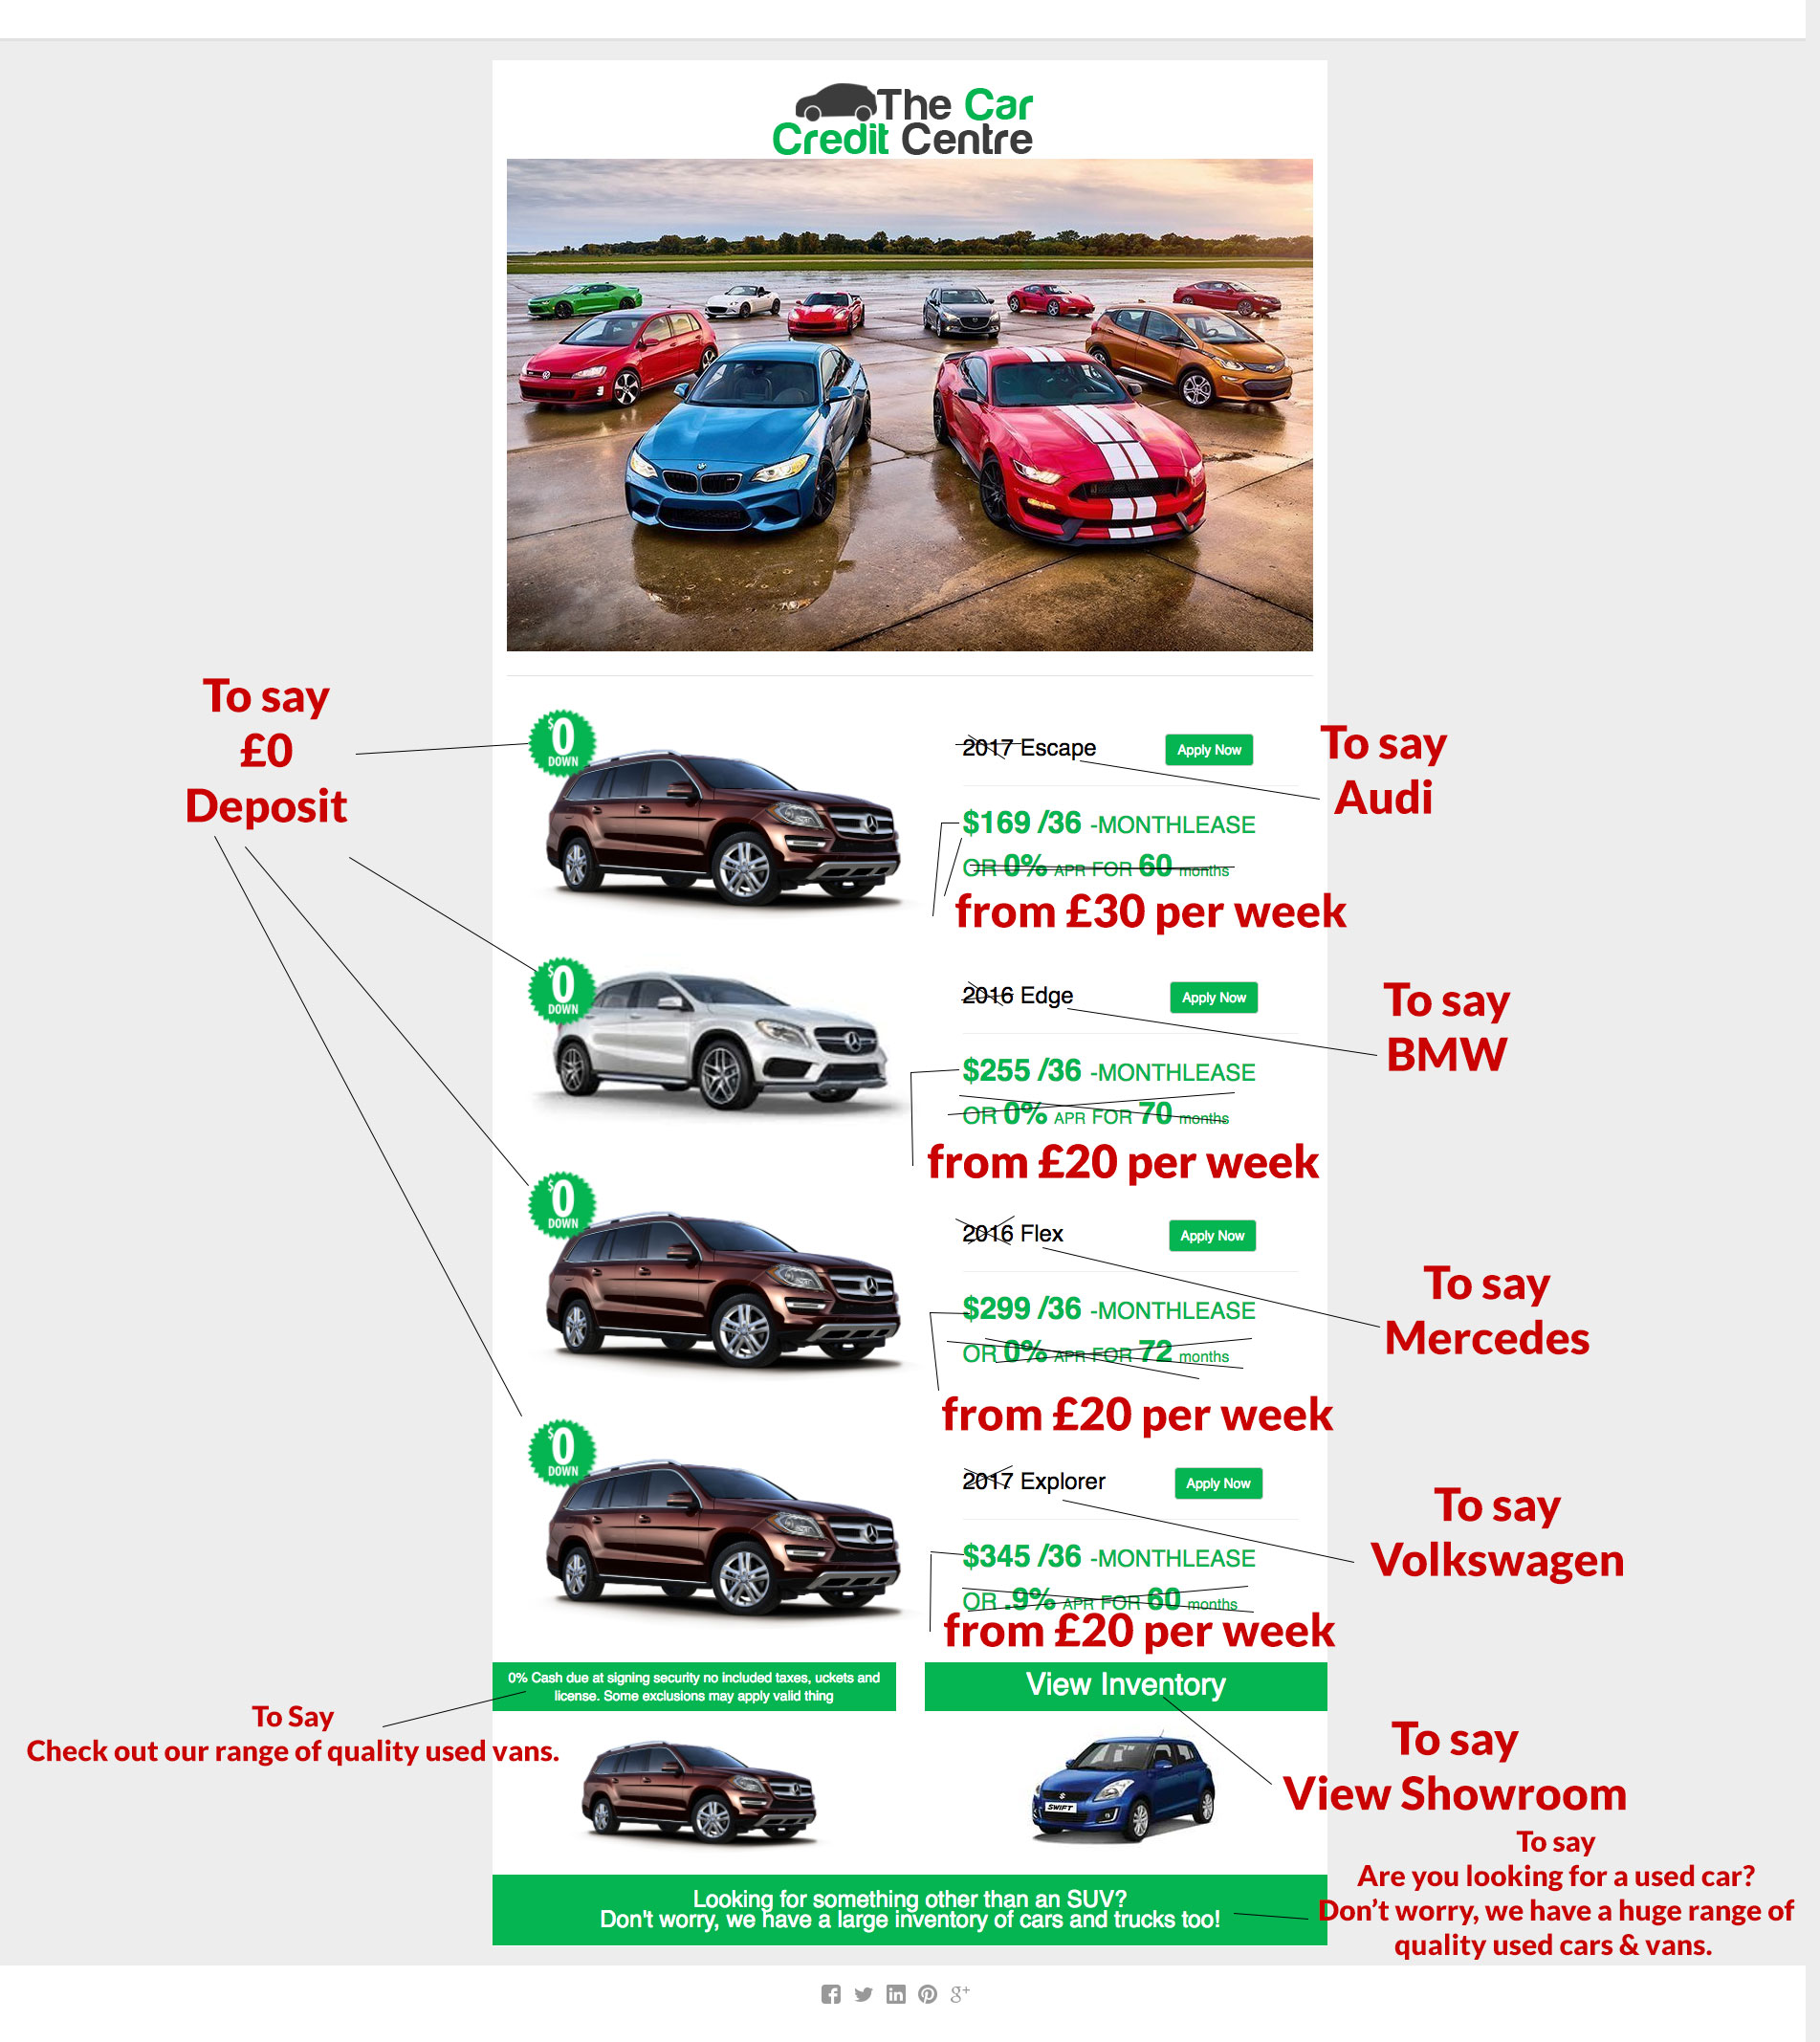 The Car
Credit Centre
To say
£0
Deposit
$0
DOWN
2017 Escape
Apply Now
To say
Audi
$169 /36 -MONTHLEASE
OR 0% APR FOR 60 months
from £30 per week
$0
DOWN
2016 Edge
Apply Now
To say
BMW
$255 /36 -MONTHLEASE
OR 0% APR FOR 70 months
from £20 per week
$0
DOWN
2016 Flex
Apply Now
To say
Mercedes
$299 /36 -MONTHLEASE
OR 0% APR FOR 72 months
from £20 per week
$0
DOWN
2017 Explorer
Apply Now
To say
Volkswagen
$345 /36 -MONTHLEASE
OR .9% APR FOR 60 months
from £20 per week
0% Cash due at signing security no included taxes, uckets and
license. Some exclusions may apply valid thing
View Inventory
To Say
Check out our range of quality used vans.
To say
View Showroom
SWIFT
To say
Are you looking for a used car?
Don't worry, we have a huge range of
quality used cars & vans.
Looking for something other than an SUV?
Don't worry, we have a large inventory of cars and trucks too!